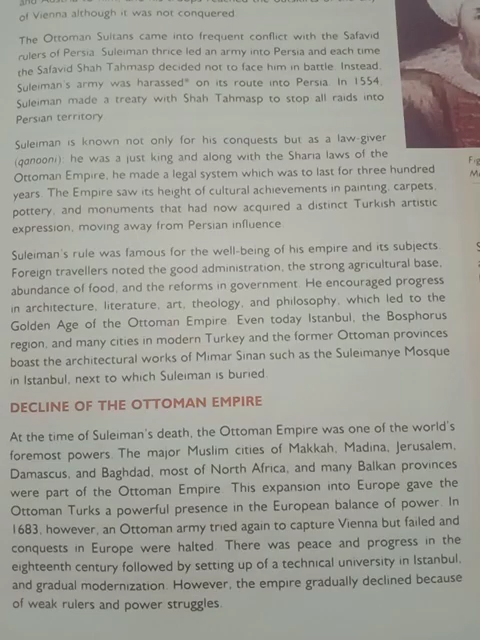 of Vienna although it was not conquered
The Ottoman Sultans came into frequent conflict with the Safavid
rulers of Persia. Suleiman thrice led an army into Persia and each time
the Safavid Shah Tahmasp decided not to face him in battle. Instead,
Suleiman's army was harassed* on its route into Persia. In 1554,
Suleiman made a treaty with Shah Tahmasp to stop all raids into
Persian territory
Suleiman is known not only for his conquests but as a law-giver
(qanooni); he was a just king and along with the Sharia laws of the
Ottoman Empire, he made a legal system which was to last for three hundred
years. The Empire saw its height of cultural achievements in painting, carpets,
pottery, and monuments that had now acquired a distinct Turkish artistic
expression, moving away from Persian influence
Suleiman's rule was famous for the well-being of his empire and its subjects.
Foreign travellers noted the good administration, the strong agricultural base,
abundance of food, and the reforms in government. He encouraged progress
in architecture, literature, art, theology, and philosophy, which led to the
Golden Age of the Ottoman Empire. Even today Istanbul, the Bosphorus
region, and many cities in modern Turkey and the former Ottoman provinces
boast the architectural works of Mimar Sinan such as the Suleimanye Mosque
in Istanbul, next to which Suleiman is buried.
DECLINE OF THE OTTOMAN EMPIRE
At the time of Suleiman's death, the Ottoman Empire was one of the world's
foremost powers. The major Muslim cities of Makkah, Madina, Jerusalem,
Damascus, and Baghdad, most of North Africa, and many Balkan provinces
were part of the Ottoman Empire. This expansion into Europe gave the
Ottoman Turks a powerful presence in the European balance of power. In
1683, however, an Ottoman army tried again to capture Vienna but failed and
conquests in Europe were halted. There was peace and progress in the
eighteenth century followed by setting up of a technical university in Istanbul,
and gradual modernization. However, the empire gradually declined because
of weak rulers and power struggles.